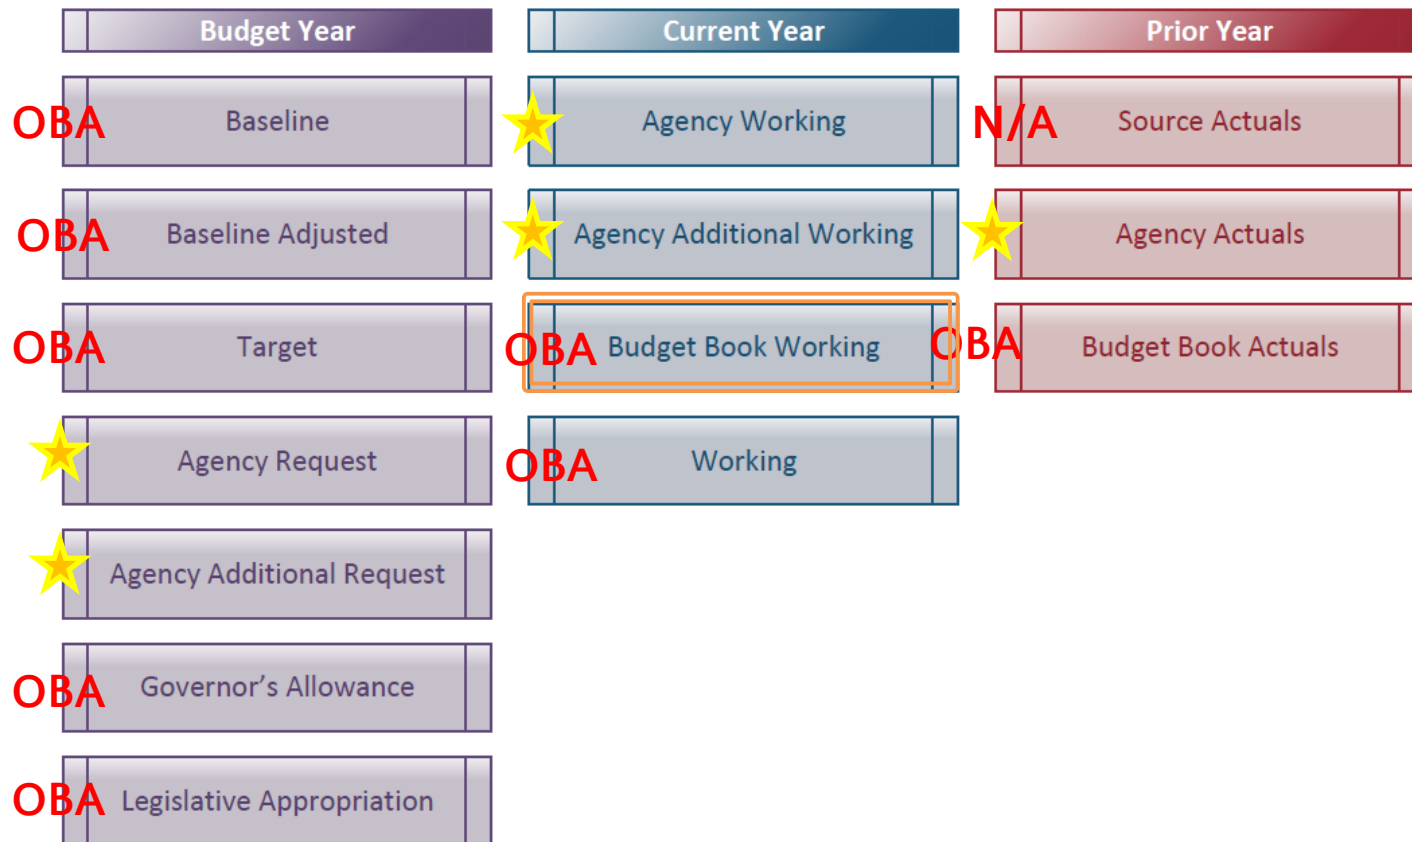 Budget Year
Current Year
Prior Year
OBA Baseline
Agency Working
N/A Source Actuals
OBA Baseline Adjusted
Agency Additional Working
Agency Actuals
OBA Target
OBA Budget Book Working
OBA Budget Book Actuals
Agency Request
OBA Working
Agency Additional Request
OBA Governor’s Allowance
OBA Legislative Appropriation